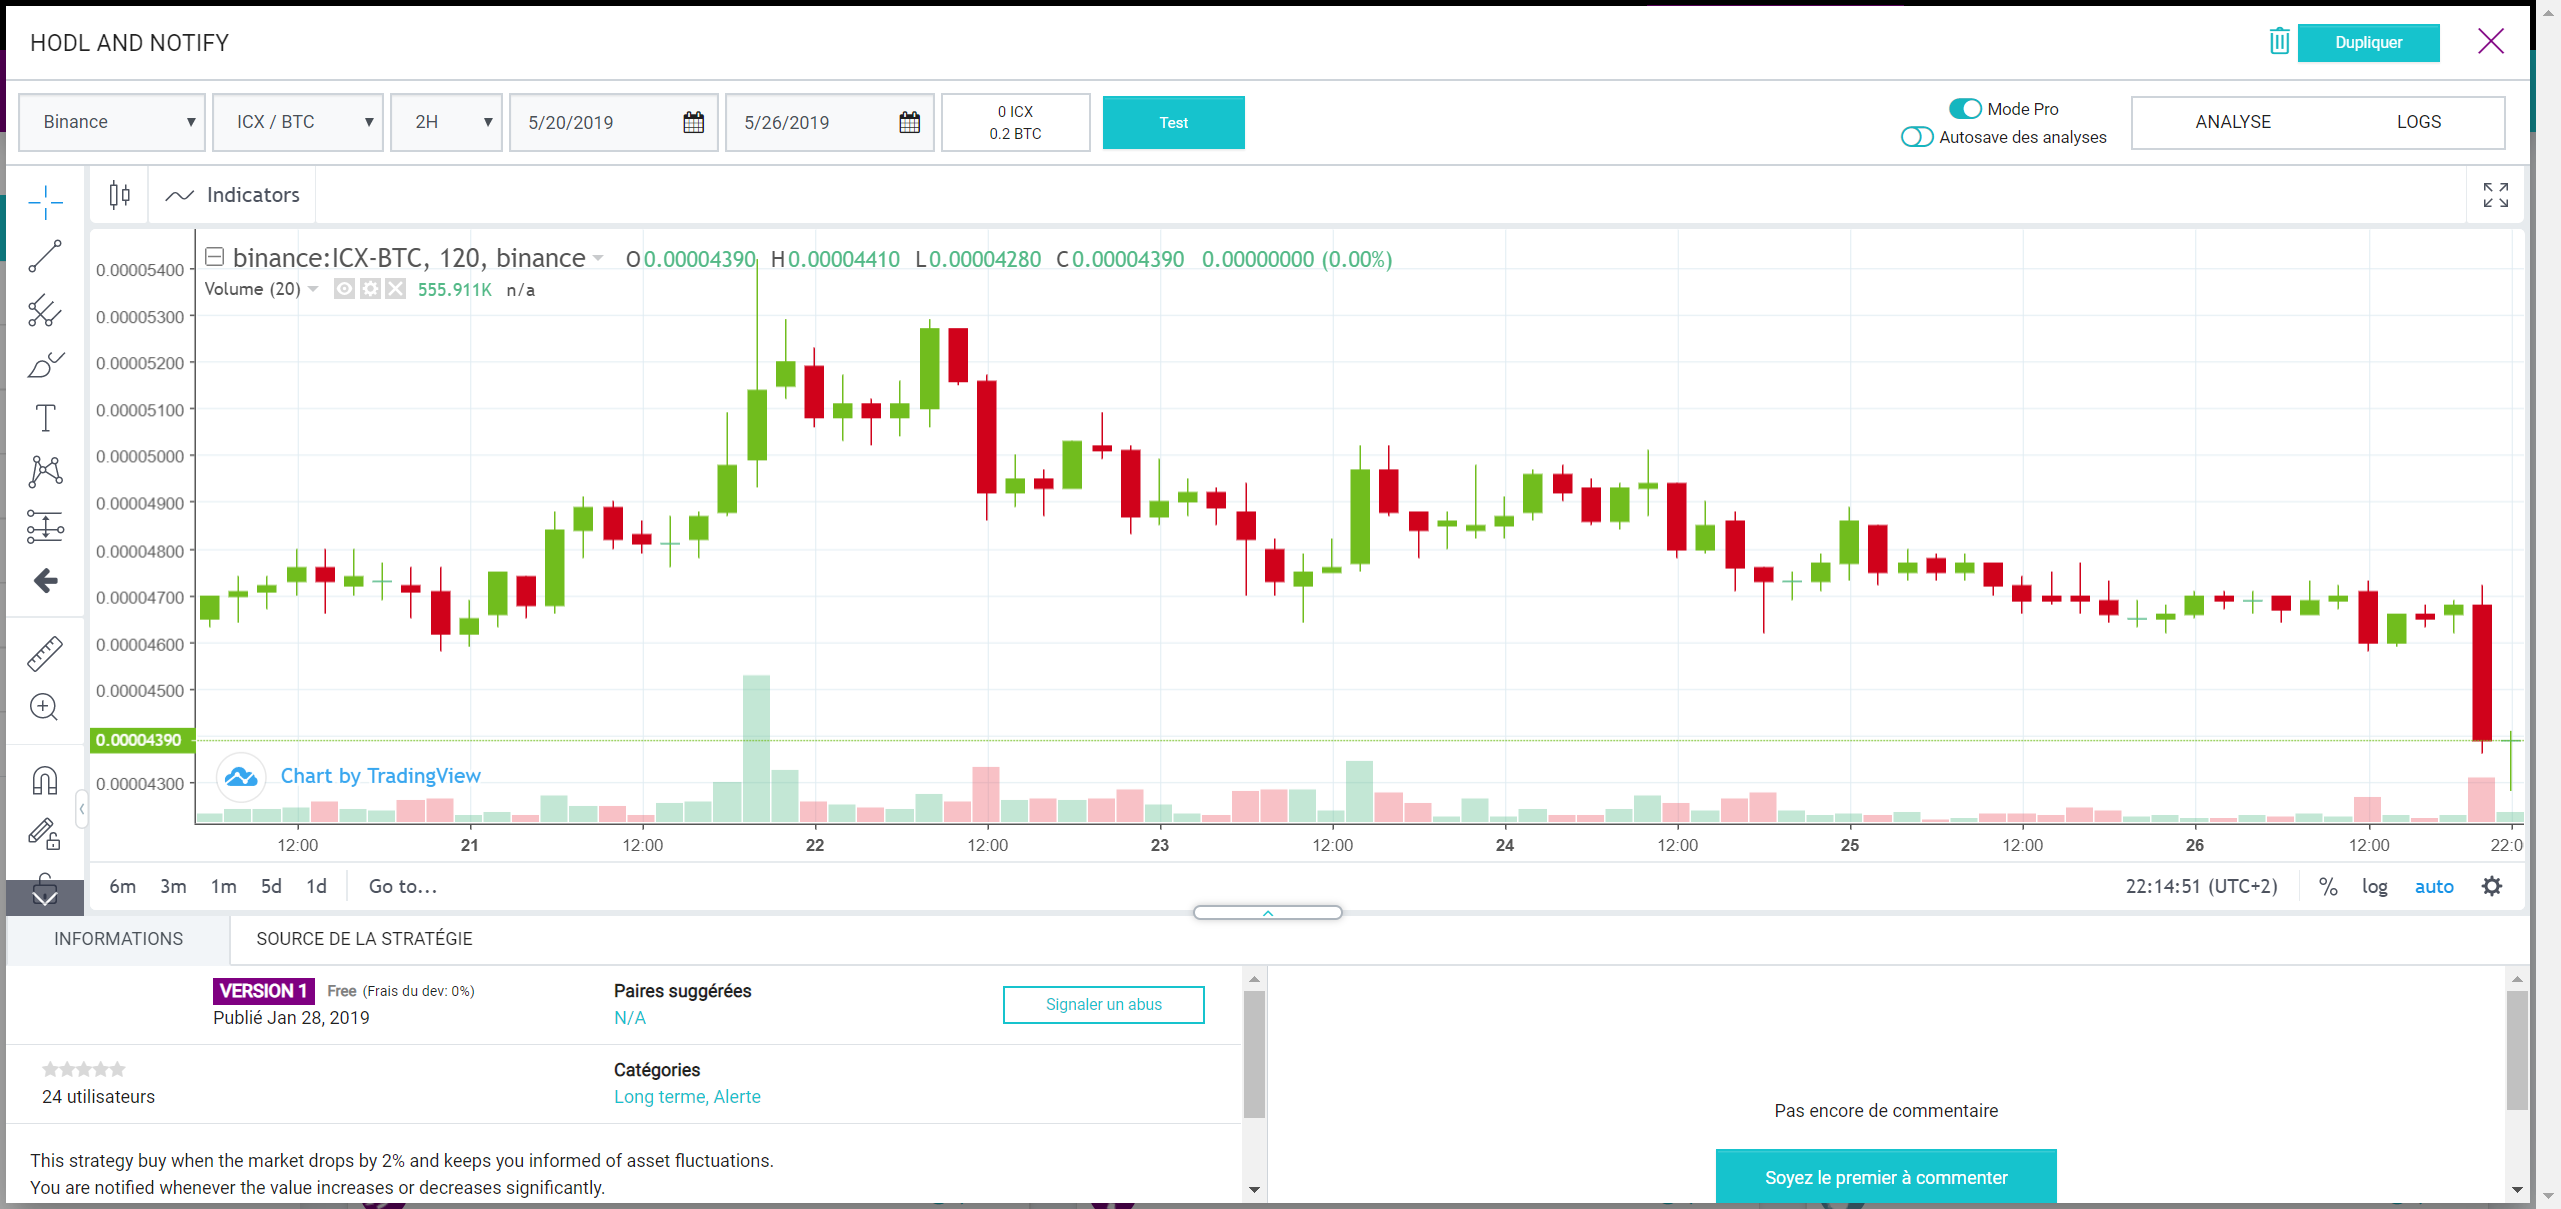 HODL AND NOTIFY
Dupliquer
Binance
ICX / BTC
2H
5/20/2019
5/26/2019
0 ICX
0.2 BTC
Test
Mode Pro
Autosave des analyses
ANALYSE
LOGS
Indicators
binance:ICX-BTC, 120, binance
O0.00004390 H0.00004410 L0.00004280 C0.00004390 0.00000000 (0.00%)
Volume (20)
555.911K n/a
0.00005400
0.00005300
0.00005200
0.00005100
0.00005000
0.00004900
0.00004800
0.00004700
0.00004600
0.00004500
0.00004390
0.00004300
Chart by TradingView
12:00 21 12:00 22 12:00 23 12:00 24 12:00 25 12:00 26 12:00 22:0
6m 3m 1m 5d 1d Go to...
22:14:51 (UTC+2) % log auto
INFORMATIONS
SOURCE DE LA STRATÉGIE
VERSION 1 Free (Frais du dev: 0%)
Publié Jan 28, 2019
Paires suggérées
N/A
Signaler un abus
24 utilisateurs
Catégories
Long terme, Alerte
This strategy buy when the market drops by 2% and keeps you informed of asset fluctuations.
You are notified whenever the value increases or decreases significantly.
Pas encore de commentaire
Soyez le premier à commenter